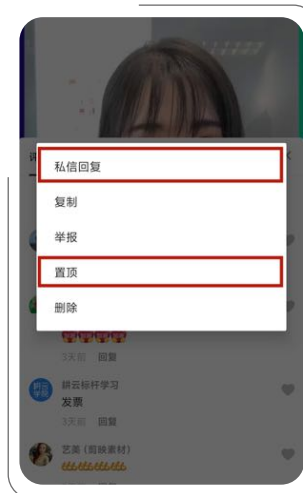 私信回复
复制
举报
置顶
删除
3天前 回复
耕云标杆学习
发票
3天前 回复
艺美（剪映素材）